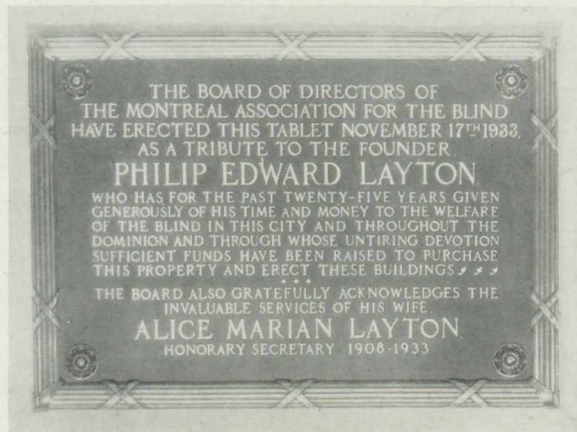 THE BOARD OF DIRECTORS OF
THE MONTREAL ASSOCIATION FOR THE BLIND
HAVE ERECTED THIS TABLET NOVEMBER 17TH 1933,
AS A TRIBUTE TO THE FOUNDER
PHILIP EDWARD LAYTON
WHO HAS FOR THE PAST TWENTY-FIVE YEARS GIVEN
GENEROUSLY OF HIS TIME AND MONEY TO THE WELFARE
OF THE BLIND IN THIS CITY AND THROUGHOUT THE
DOMINION AND THROUGH WHOSE UNTIRING DEVOTION
SUFFICIENT FUNDS HAVE BEEN RAISED TO PURCHASE
THIS PROPERTY AND ERECT THESE BUILDINGS
THE BOARD ALSO GRATEFULLY ACKNOWLEDGES THE
INVALUABLE SERVICES OF HIS WIFE
ALICE MARIAN LAYTON
HONORARY SECRETARY 1908-1933